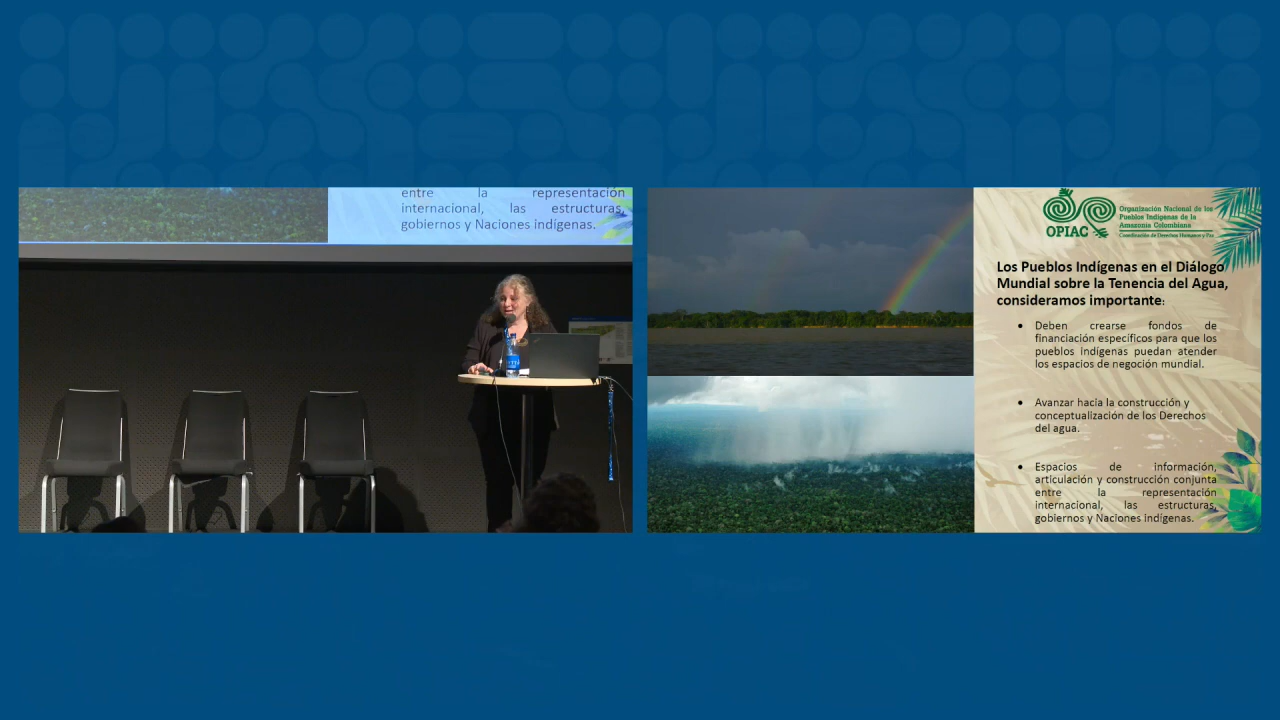 entre la representación
internacional, las estructuras,
gobiernos y Naciones indígenas.
OPIAC
Organización Nacional de los
Pueblos Indígenas de la
Amazonía Colombiana
Coordinación de Derechos Humanos y Paz
Los Pueblos Indígenas en el Diálogo
Mundial sobre la Tenencia del Agua,
consideramos importante:
• Deben crearse fondos de
financiación específicos para que los
pueblos indígenas puedan atender
los espacios de negoción mundial.
• Avanzar hacia la construcción y
conceptualización de los Derechos
del agua.
• Espacios de información,
articulación y construcción conjunta
entre la representación
internacional, las estructuras,
gobiernos y Naciones indígenas.